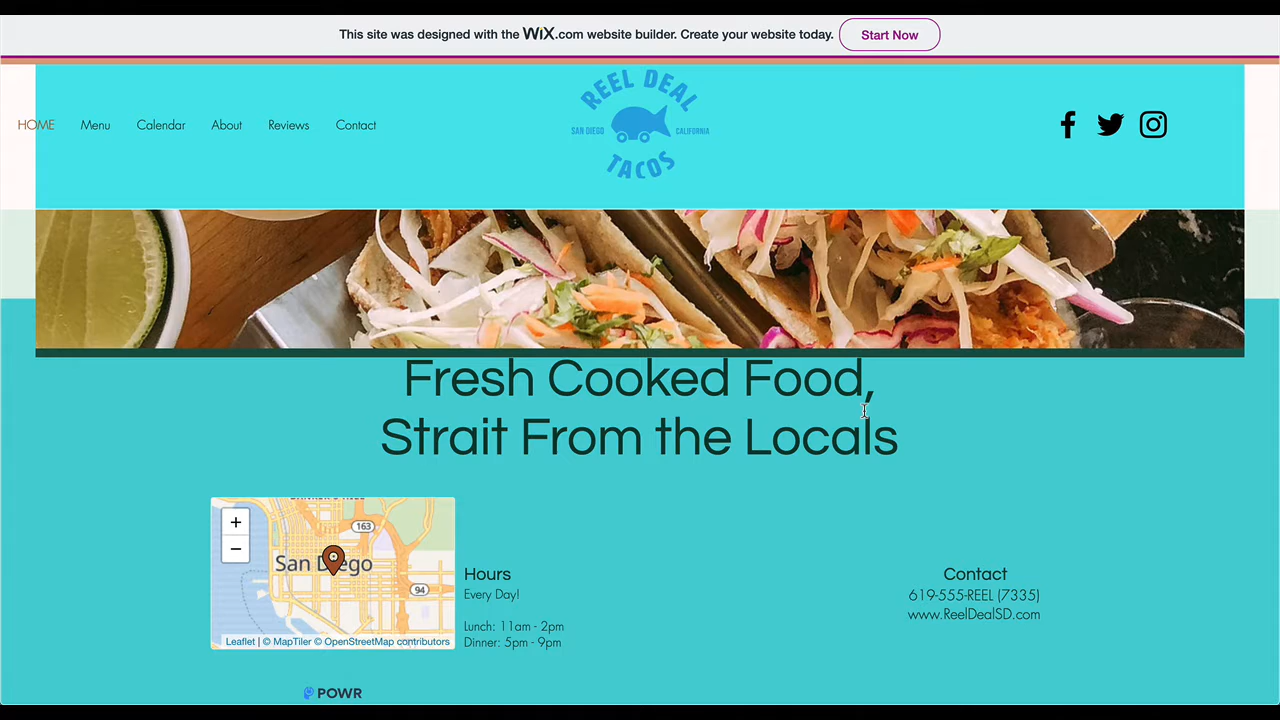 This site was designed with the WiX.com website builder. Create your website today. Start Now
REEL DEAL
SAN DIEGO CALIFORNIA
TACOS
HOME Menu Calendar About Reviews Contact
Fresh Cooked Food,
Strait From the Locals
+
−
163
San Diego
94
Leaflet | © MapTiler © OpenStreetMap contributors
Hours
Every Day!
Lunch: 11am - 2pm
Dinner: 5pm - 9pm
Contact
619-555-REEL (7335)
www.ReelDealSD.com
POWR